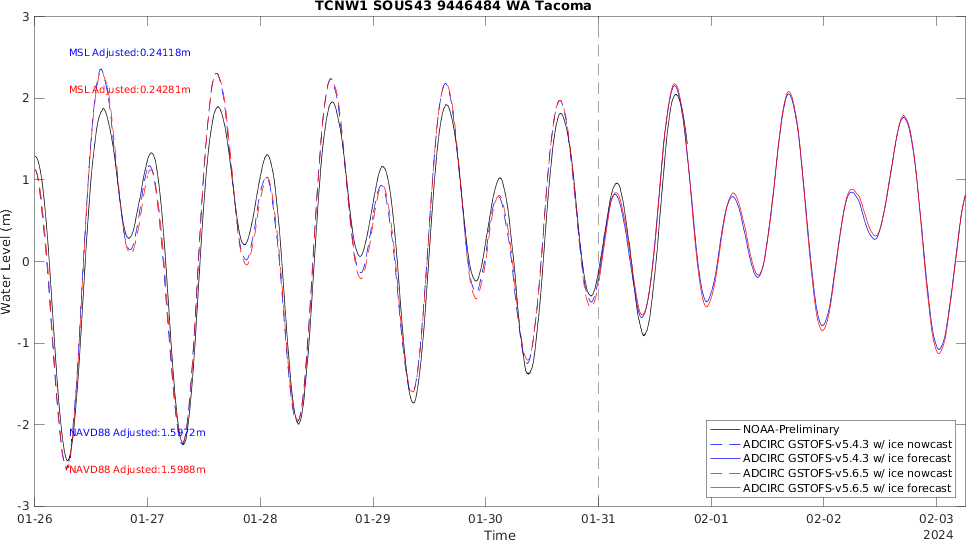 TCNW1 SOUS43 9446484 WA Tacoma
3
MSL Adjusted:0.24118m
MSL Adjusted:0.24281m
2
1
0
Water Level (m)
-1
-2
NAVD88 Adjusted:1.5972m
NAVD88 Adjusted:1.5988m
-3
NOAA-Preliminary
ADCIRC GSTOFS-v5.4.3 w/ ice nowcast
ADCIRC GSTOFS-v5.4.3 w/ ice forecast
ADCIRC GSTOFS-v5.6.5 w/ ice nowcast
ADCIRC GSTOFS-v5.6.5 w/ ice forecast
01-26 01-27 01-28 01-29 01-30 01-31 02-01 02-02 02-03
Time
2024